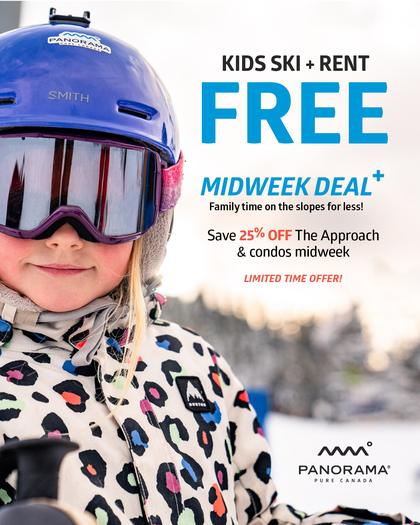 PANORAMA
SMITH
KIDS SKI + RENT
FREE
MIDWEEK DEAL+
Family time on the slopes for less!
Save 25% OFF The Approach
& condos midweek
LIMITED TIME OFFER!
BURTON
PANORAMA®
PURE CANADA